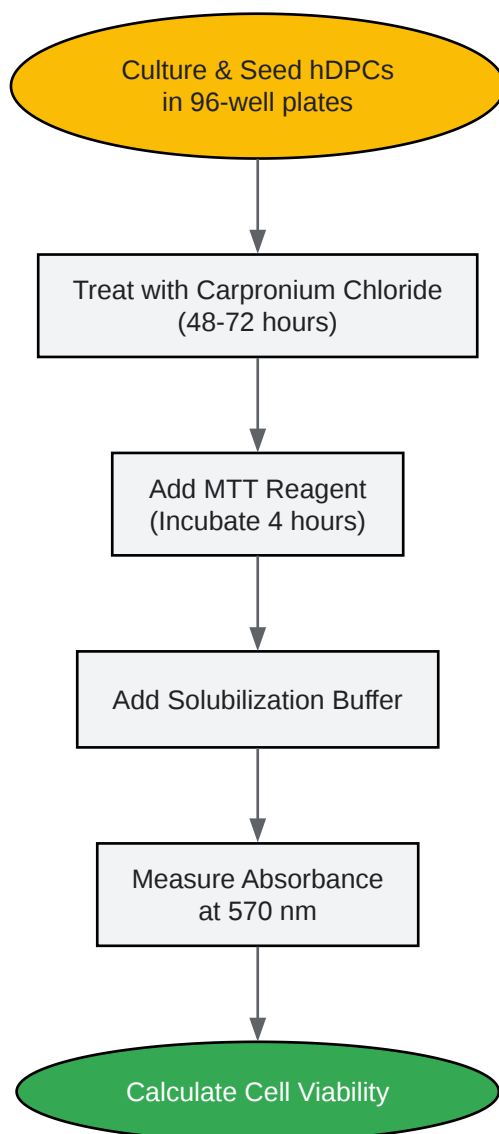 Culture & Seed hDPCs
in 96-well plates
Treat with Carpronium Chloride
(48-72 hours)
Add MTT Reagent
(Incubate 4 hours)
Add Solubilization Buffer
Measure Absorbance
at 570 nm
Calculate Cell Viability